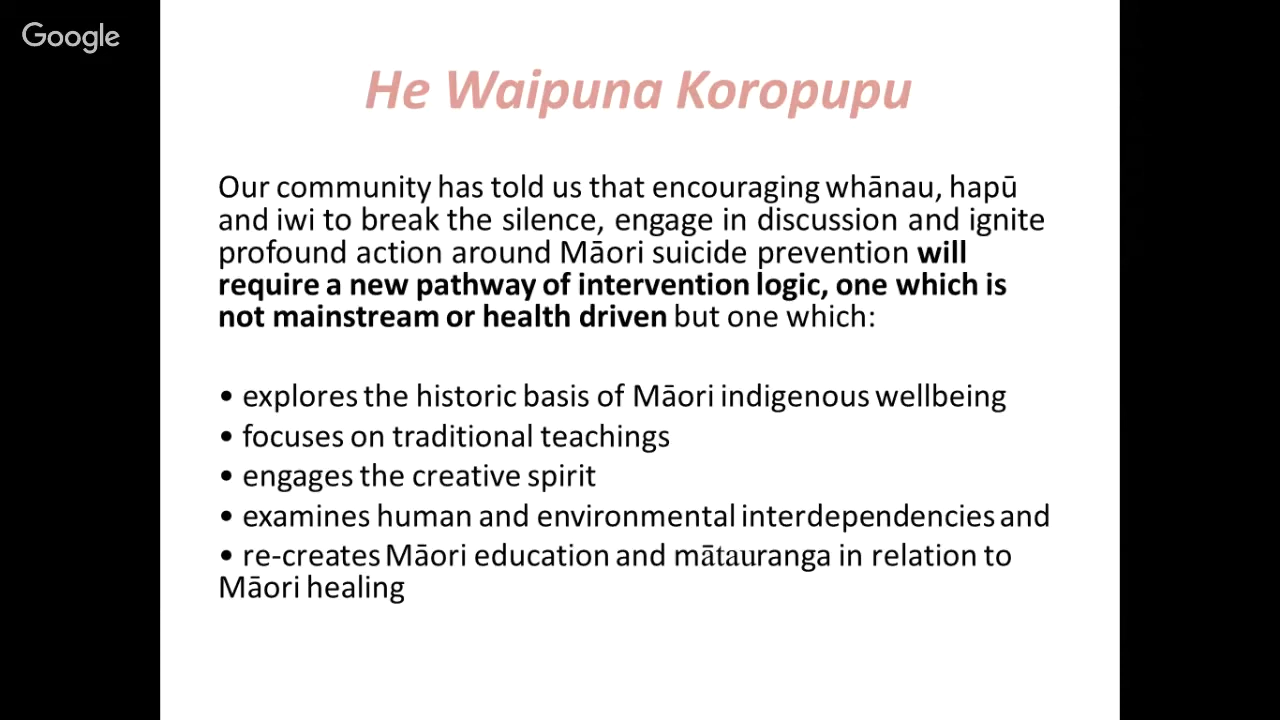 Google
He Waipuna Koropupu
Our community has told us that encouraging whānau, hapū
and iwi to break the silence, engage in discussion and ignite
profound action around Māori suicide prevention will
require a new pathway of intervention logic, one which is
not mainstream or health driven but one which:
• explores the historic basis of Māori indigenous wellbeing
• focuses on traditional teachings
• engages the creative spirit
• examines human and environmental interdependencies and
• re-creates Māori education and mātauranga in relation to
Māori healing